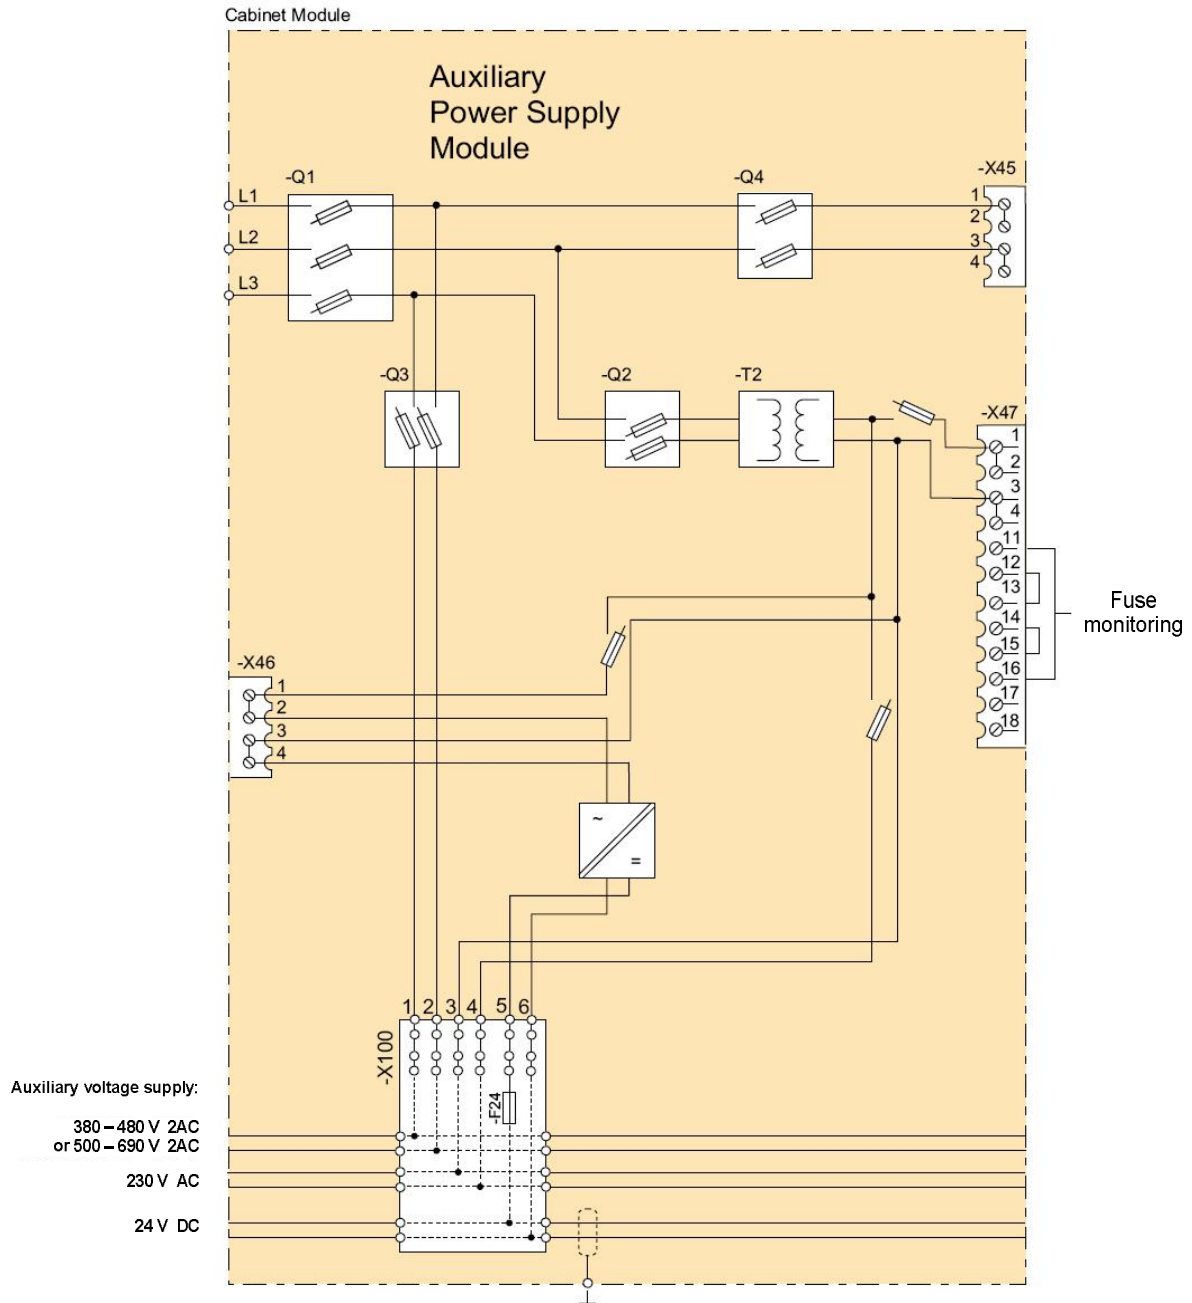 Cabinet Module
Auxiliary
Power Supply
Module
-Q1
-Q4
-X45
L1
L2
L3
1
2
3
4
-Q3
-Q2
-T2
-X47
1
2
3
4
11
12
13
14
15
16
17
18
Fuse
monitoring
-X46
1
2
3
4
~
=
1 2 3 4 5 6
-X100
-F24
Auxiliary voltage supply:
380 – 480 V 2AC
or 500 – 690 V 2AC
230 V AC
24 V DC